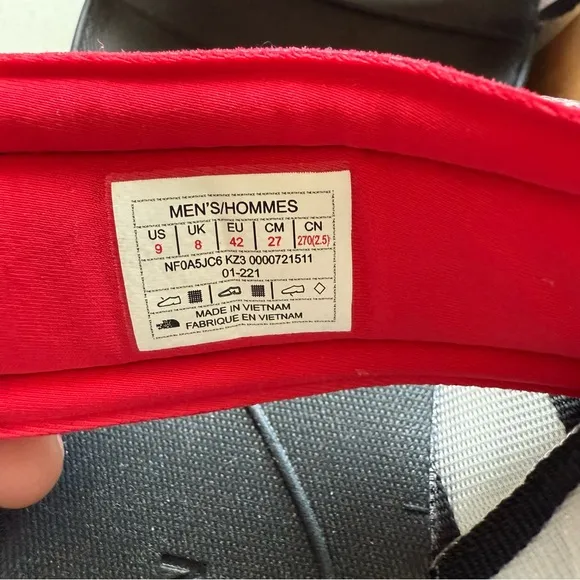 MEN'S/HOMMES
US UK EU CM CN
9 8 42 27 270(2.5)
NF0A5JC6 KZ3 0000721511
01-221
MADE IN VIETNAM
FABRIQUE EN VIETNAM